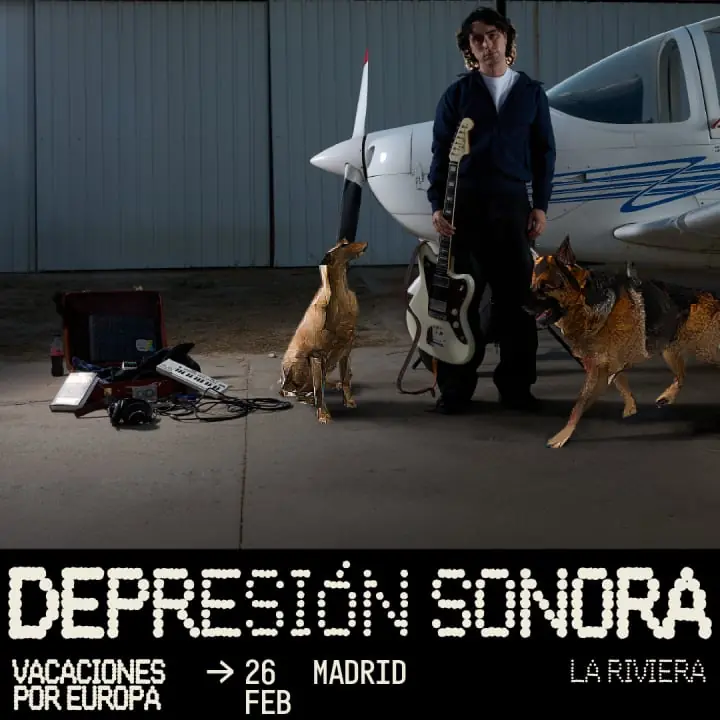 DEPRESIÓN SONORA
VACACIONES
POR EUROPA
→ 26
FEB
MADRID
LA RIVIERA